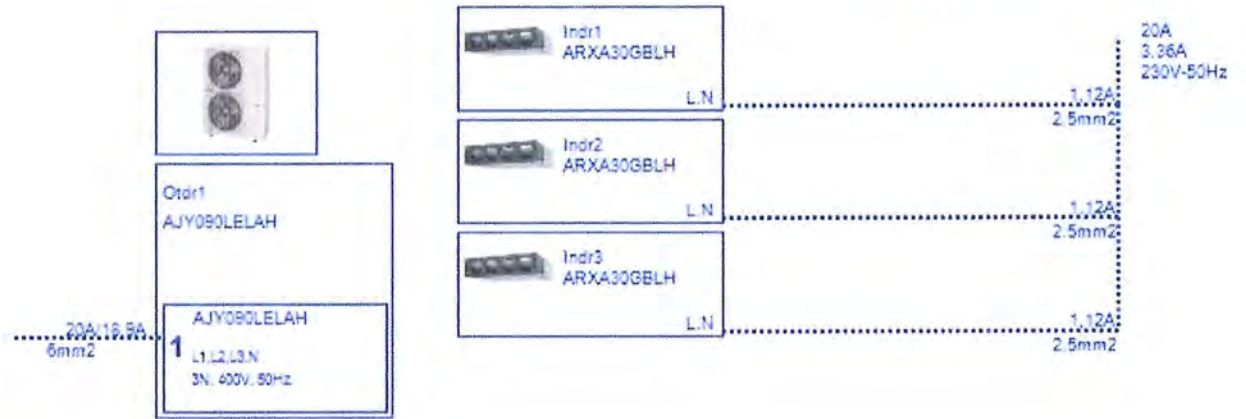 Otdr1
AJY090LELAH
20A/16.9A
6mm2
AJY090LELAH
1
L1,L2,L3,N
3N, 400V, 50Hz
Indr1
ARXA30GBLH
L.N
1,12A
2.5mm2
Indr2
ARXA30GBLH
L.N
1,12A
2.5mm2
Indr3
ARXA30GBLH
L.N
1,12A
2.5mm2
20A
3,36A
230V-50Hz